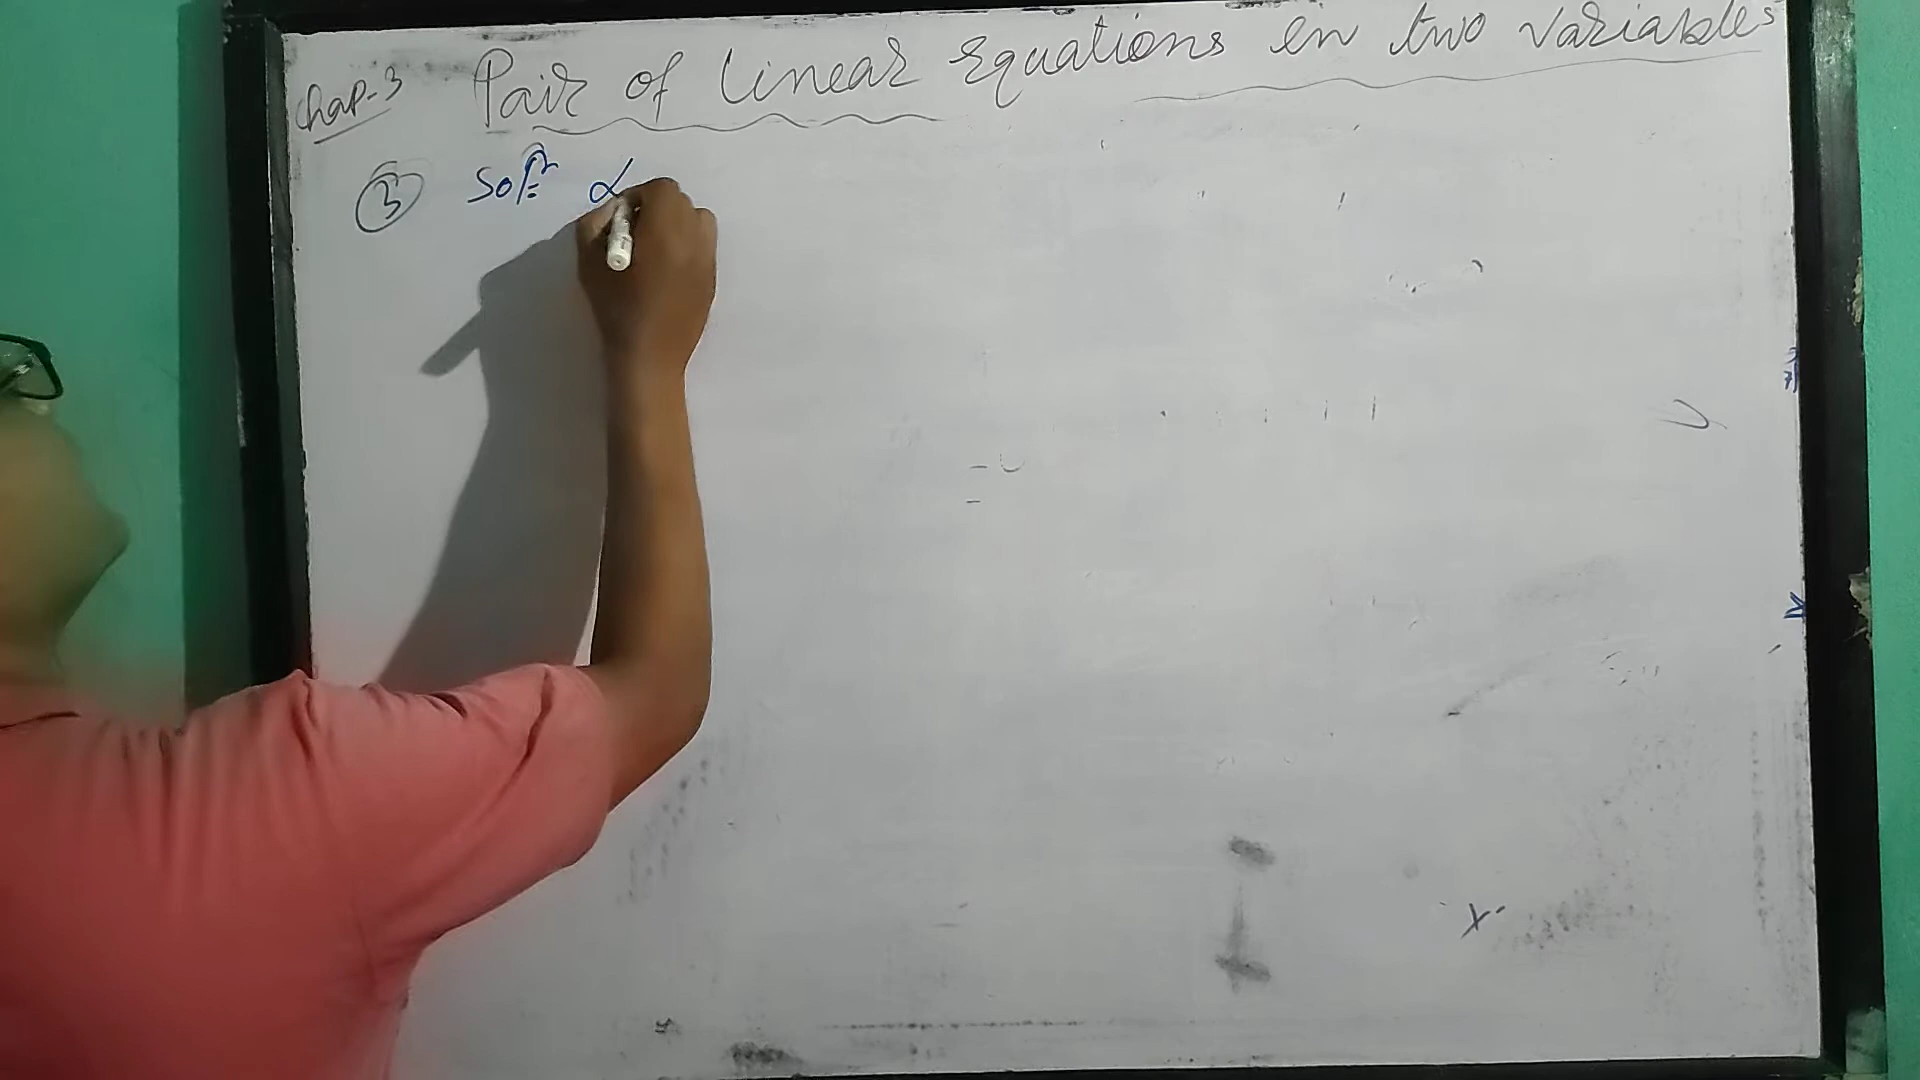 Chap-3 Pair of Linear Equations in two variables
③ Solⁿ α